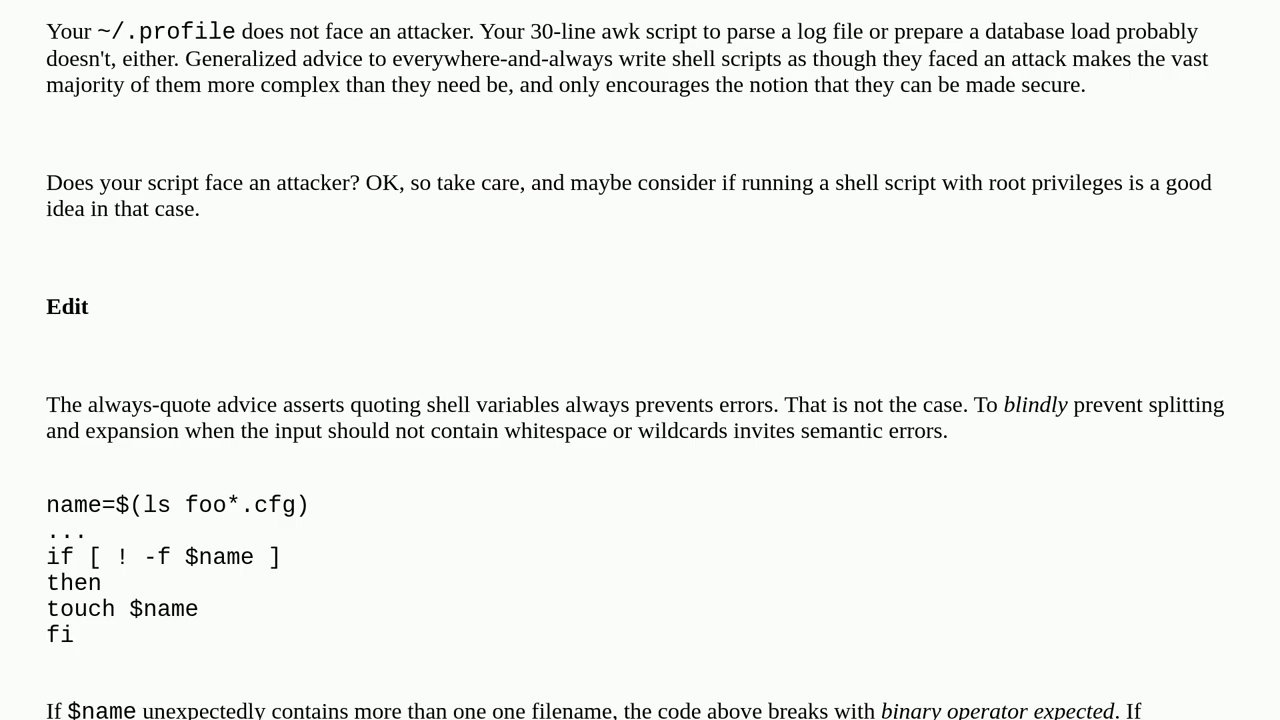 Your ~/.profile does not face an attacker. Your 30-line awk script to parse a log file or prepare a database load probably
doesn't, either. Generalized advice to everywhere-and-always write shell scripts as though they faced an attack makes the vast
majority of them more complex than they need be, and only encourages the notion that they can be made secure.
Does your script face an attacker? OK, so take care, and maybe consider if running a shell script with root privileges is a good
idea in that case.
Edit
The always-quote advice asserts quoting shell variables always prevents errors. That is not the case. To blindly prevent splitting
and expansion when the input should not contain whitespace or wildcards invites semantic errors.
name=$(ls foo*.cfg)
...
if [ ! -f $name ]
then
touch $name
fi
If $name unexpectedly contains more than one one filename, the code above breaks with binary operator expected. If